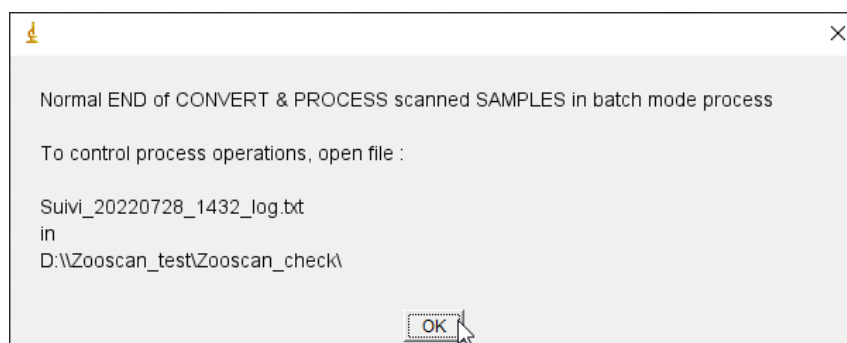 Normal END of CONVERT & PROCESS scanned SAMPLES in batch mode process
To control process operations, open file :
Suivi_20220728_1432_log.txt
in
D:\\Zooscan_test\Zooscan_check\
OK